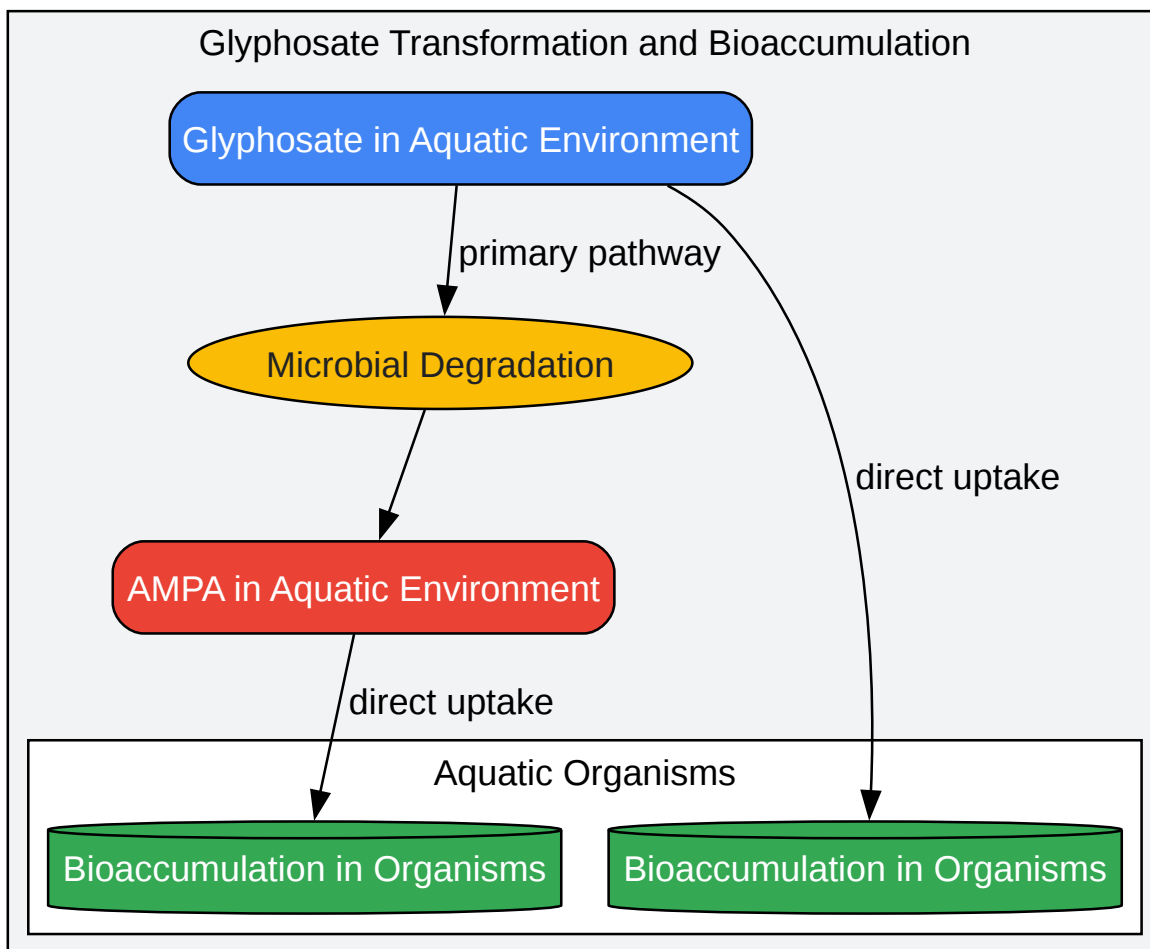 Glyphosate Transformation and Bioaccumulation
Glyphosate in Aquatic Environment
primary pathway
Microbial Degradation
direct uptake
AMPA in Aquatic Environment
direct uptake
Aquatic Organisms
Bioaccumulation in Organisms
Bioaccumulation in Organisms